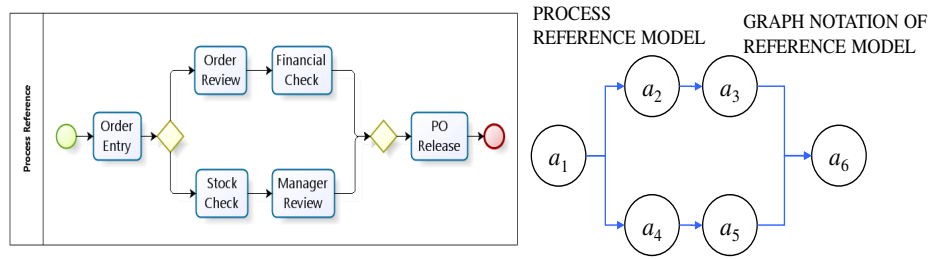 PROCESS
REFERENCE MODEL
GRAPH NOTATION OF
REFERENCE MODEL
Process Reference
Order
Entry
Order
Review
Financial
Check
Stock
Check
Manager
Review
PO
Release
a1
a2
a3
a4
a5
a6